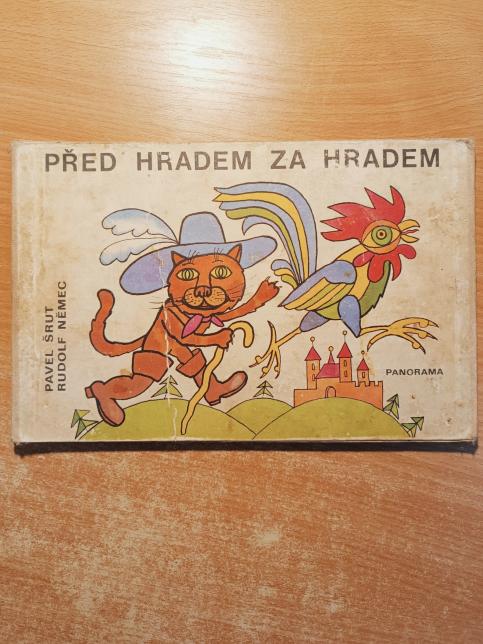 PŘED HRADEM ZA HRADEM
PAVEL ŠRUT
RUDOLF NĚMEC
PANORAMA